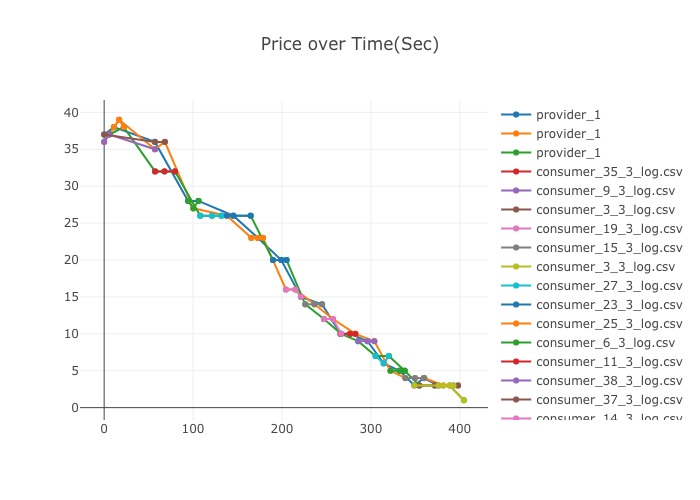 Price over Time(Sec)
40
35
30
25
20
15
10
5
0
0 100 200 300 400
provider_1
provider_1
provider_1
consumer_35_3_log.csv
consumer_9_3_log.csv
consumer_3_3_log.csv
consumer_19_3_log.csv
consumer_15_3_log.csv
consumer_3_3_log.csv
consumer_27_3_log.csv
consumer_23_3_log.csv
consumer_25_3_log.csv
consumer_6_3_log.csv
consumer_11_3_log.csv
consumer_38_3_log.csv
consumer_37_3_log.csv
consumer_14_3_log.csv